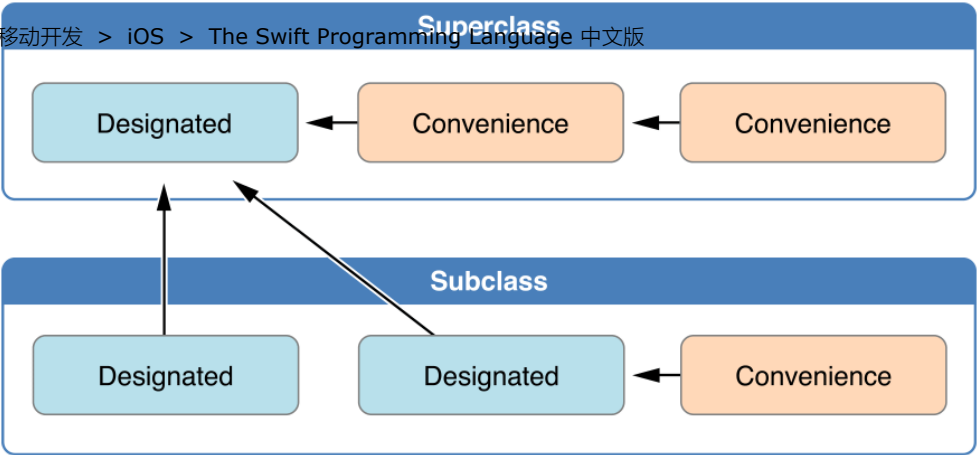 Superclass
移动开发 > iOS > The Swift Programming Language 中文版
Designated Convenience Convenience
Subclass
Designated Designated Convenience